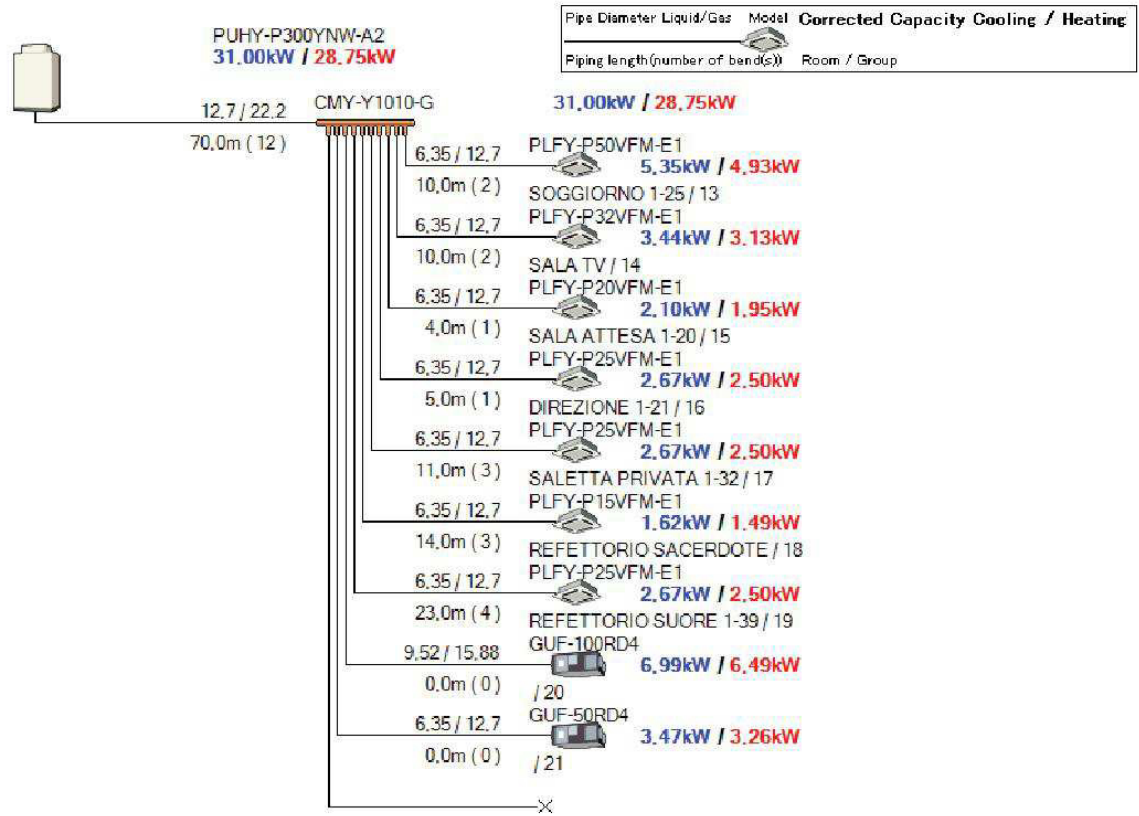 PUHY-P300YNW-A2
31,00kW / 28,75kW
Pipe Diameter Liquid/Gas Model Corrected Capacity Cooling / Heating
Piping length(number of bend(s)) Room / Group
12,7 / 22,2
70,0m ( 12 )
CMY-Y1010-G
31,00kW / 28,75kW
6,35 / 12,7
10,0m ( 2 )
PLFY-P50VFM-E1
5,35kW / 4,93kW
SOGGIORNO 1-25 / 13
6,35 / 12,7
10,0m ( 2 )
PLFY-P32VFM-E1
3,44kW / 3,13kW
SALA TV / 14
6,35 / 12,7
4,0m ( 1 )
PLFY-P20VFM-E1
2,10kW / 1,95kW
SALA ATTESA 1-20 / 15
6,35 / 12,7
5,0m ( 1 )
PLFY-P25VFM-E1
2,67kW / 2,50kW
DIREZIONE 1-21 / 16
6,35 / 12,7
11,0m ( 3 )
PLFY-P25VFM-E1
2,67kW / 2,50kW
SALETTA PRIVATA 1-32 / 17
6,35 / 12,7
14,0m ( 3 )
PLFY-P15VFM-E1
1,62kW / 1,49kW
REFETTORIO SACERDOTE / 18
6,35 / 12,7
23,0m ( 4 )
PLFY-P25VFM-E1
2,67kW / 2,50kW
REFETTORIO SUORE 1-39 / 19
9,52 / 15,88
0,0m ( 0 )
GUF-100RD4
6,99kW / 6,49kW
/ 20
6,35 / 12,7
0,0m ( 0 )
GUF-50RD4
3,47kW / 3,26kW
/ 21